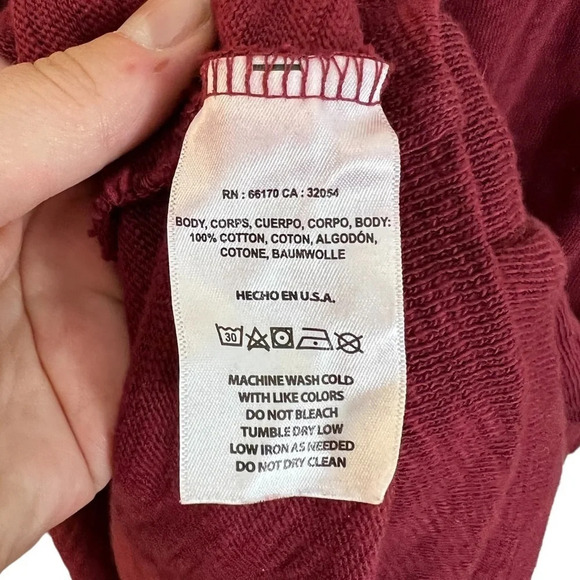 RN : 66170 CA : 32054
BODY, CORPS, CUERPO, CORPO, BODY:
100% COTTON, COTON, ALGODÓN,
COTONE, BAUMWOLLE
HECHO EN U.S.A.
30
MACHINE WASH COLD
WITH LIKE COLORS
DO NOT BLEACH
TUMBLE DRY LOW
LOW IRON AS NEEDED
DO NOT DRY CLEAN